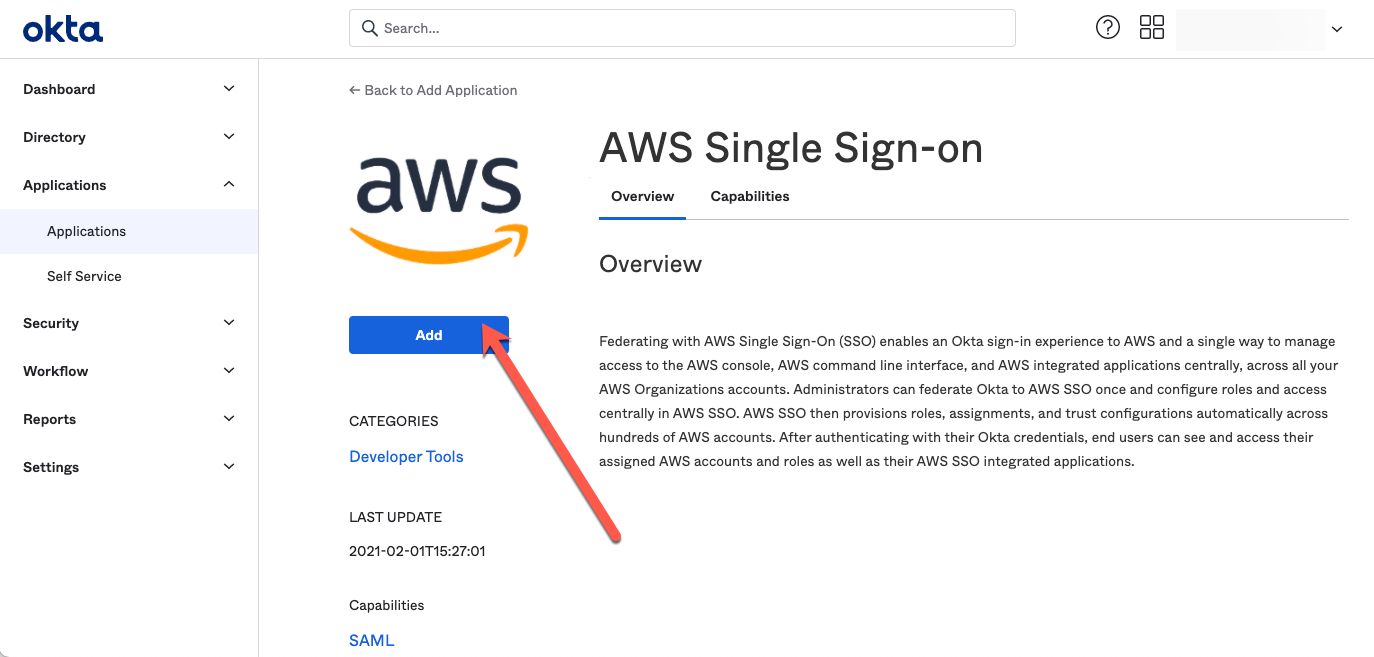 okta
Search...
Dashboard
Directory
Applications
Applications
Self Service
Security
Workflow
Reports
Settings
← Back to Add Application
aws
Add
CATEGORIES
Developer Tools
LAST UPDATE
2021-02-01T15:27:01
Capabilities
SAML
AWS Single Sign-on
Overview Capabilities
Overview
Federating with AWS Single Sign-On (SSO) enables an Okta sign-in experience to AWS and a single way to manage
access to the AWS console, AWS command line interface, and AWS integrated applications centrally, across all your
AWS Organizations accounts. Administrators can federate Okta to AWS SSO once and configure roles and access
centrally in AWS SSO. AWS SSO then provisions roles, assignments, and trust configurations automatically across
hundreds of AWS accounts. After authenticating with their Okta credentials, end users can see and access their
assigned AWS accounts and roles as well as their AWS SSO integrated applications.